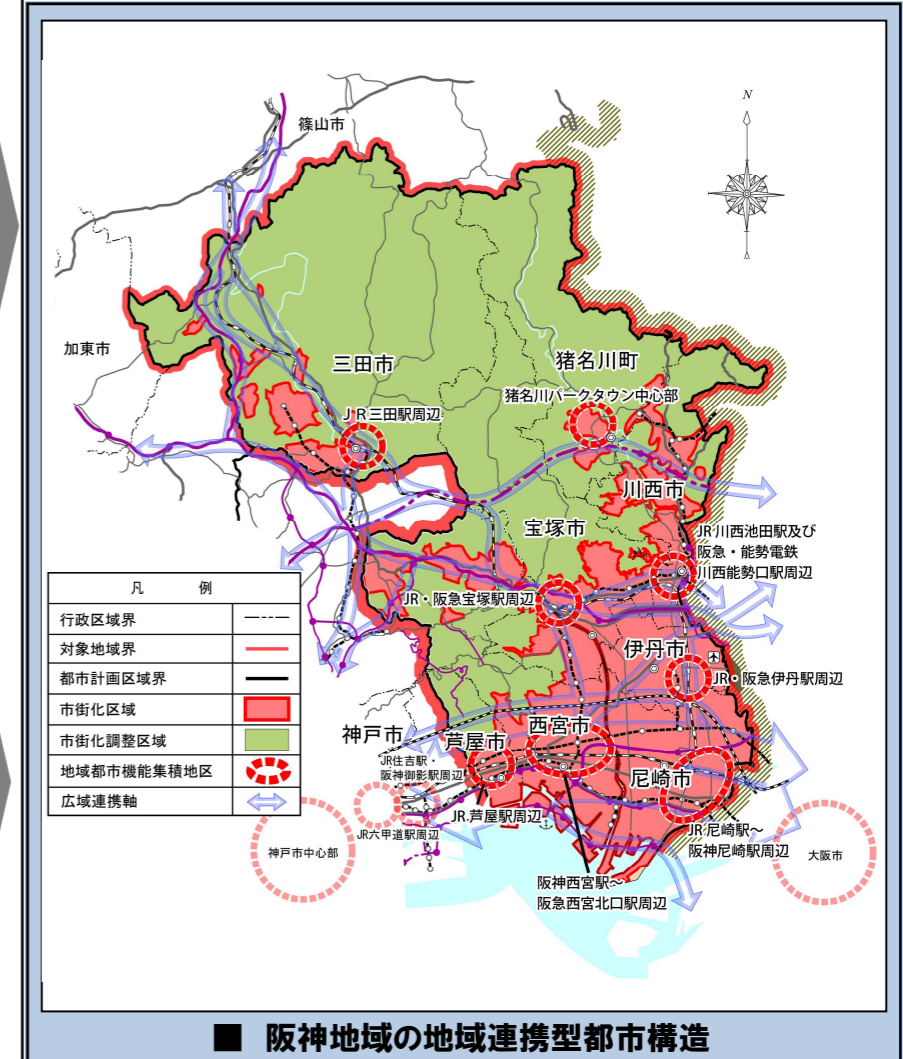 N
篠山市
加東市
三田市
猪名川町
猪名川パークタウン中心部
JR三田駅周辺
川西市
宝塚市
JR川西池田駅及び
阪急・能勢電鉄
川西能勢口駅周辺
JR・阪急宝塚駅周辺
伊丹市
JR・阪急伊丹駅周辺
凡 例
行政区域界
対象地域界
都市計画区域界
市街化区域
市街化調整区域
地域都市機能集積地区
広域連携軸
神戸市
芦屋市
西宮市
尼崎市
JR住吉駅・
阪神御影駅周辺
JR芦屋駅周辺
JR六甲道駅周辺
神戸市中心部
JR尼崎駅～
阪神尼崎駅周辺
大阪市
阪神西宮駅～
阪急西宮北口駅周辺
■ 阪神地域の地域連携型都市構造